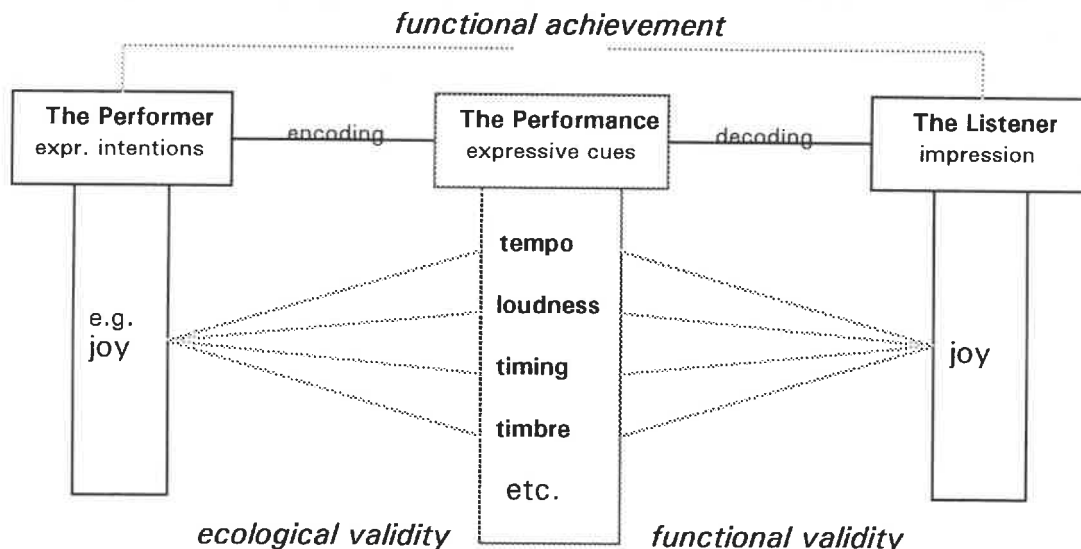 functional achievement
The Performer
expr. intentions
encoding
The Performance
expressive cues
decoding
The Listener
impression
tempo
loudness
e.g.
joy
timing
joy
timbre
etc.
ecological validity
functional validity